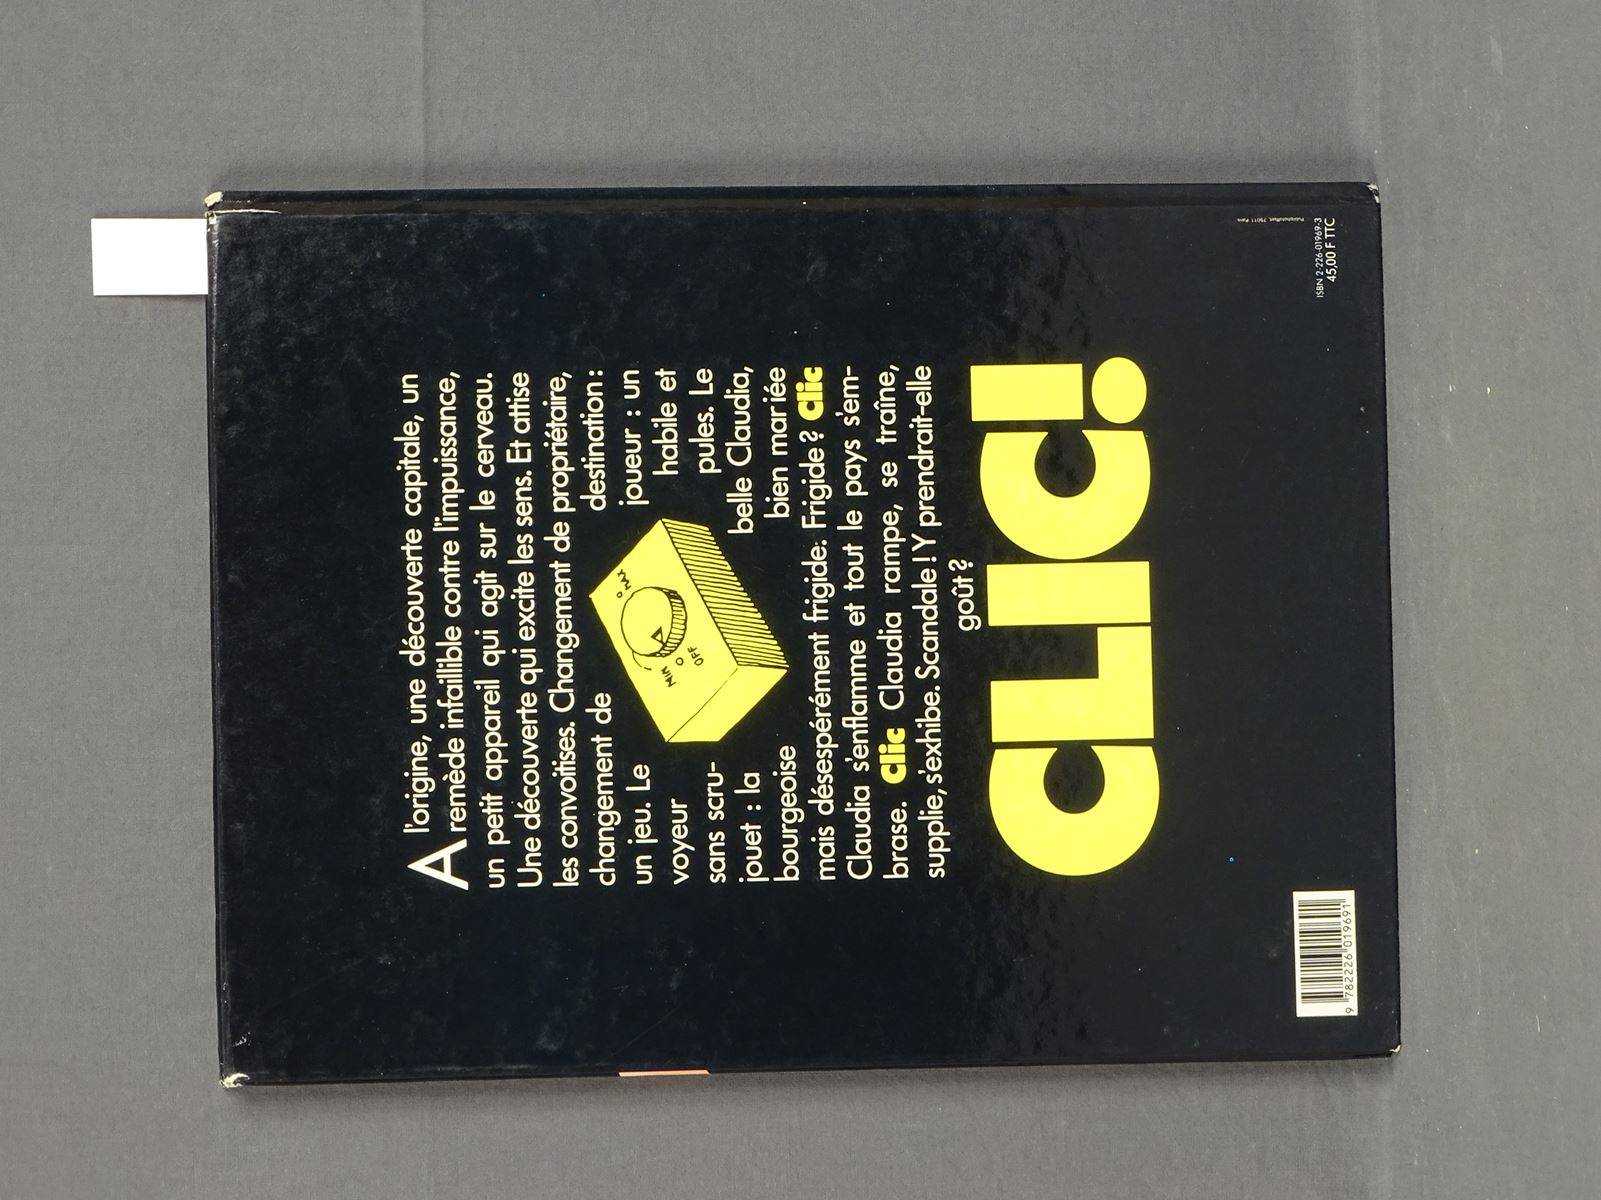 A l'origine, une découverte capitale, un
remède infaillible contre l'impuissance,
un petit appareil qui agit sur le cerveau.
Une découverte qui excite les sens. Et attise
les convoitises. Changement de propriétaire,
changement de destination :
un jeu. Le joueur : un
voyeur habile et
sans scru- pules. Le
jouet : la belle Claudia,
bourgeoise bien mariée
mais désespérément frigide. Frigide ? clic
Claudia s'enflamme et tout le pays s'em-
brase. clic Claudia rampe, se traîne,
supplie, s'exhibe. Scandale ! Y prendrait-elle
goût ?
MIN
OFF
MAX
CLIC!
9 782226 019691
ISBN 2-226-01969-3
45,00 F TTC